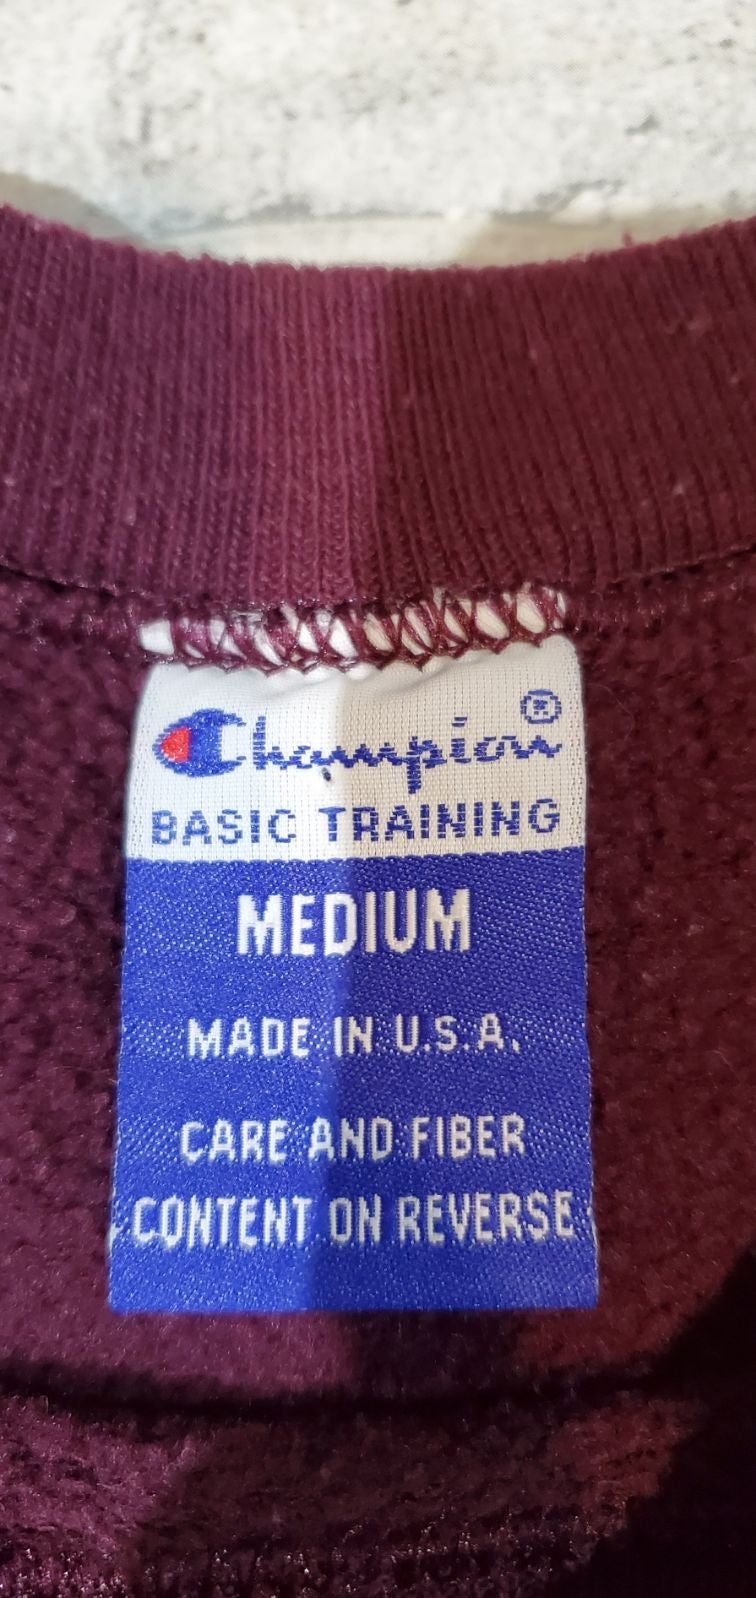 Champion®
BASIC TRAINING
MEDIUM
MADE IN U.S.A.
CARE AND FIBER
CONTENT ON REVERSE